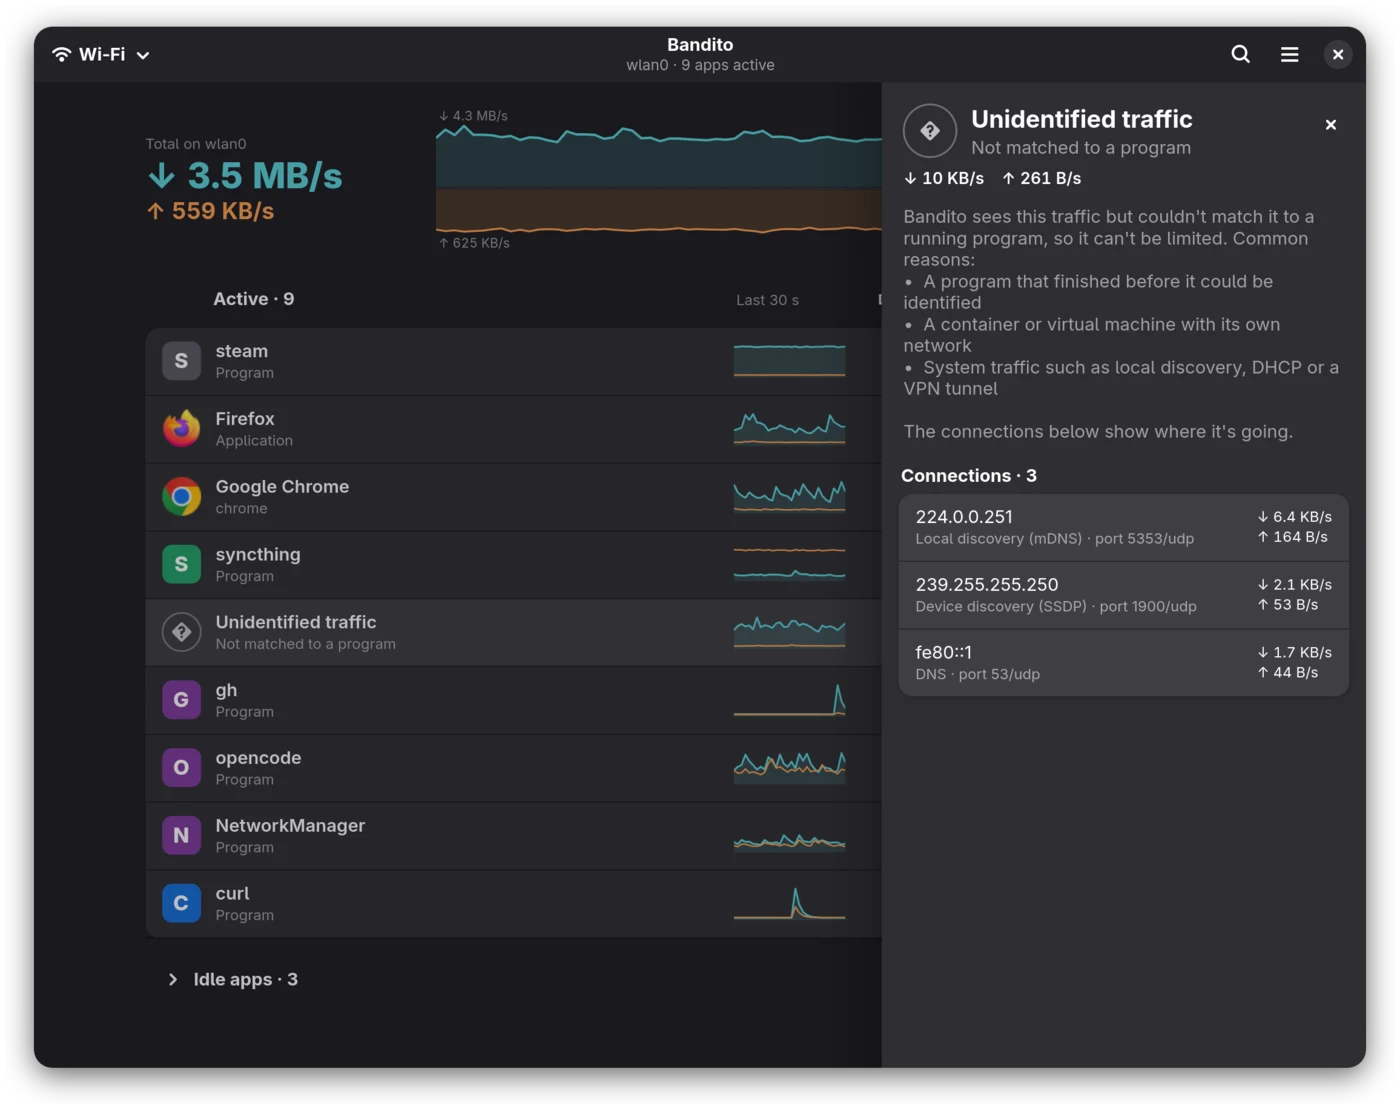 Wi-Fi
Bandito
wlan0 · 9 apps active
Total on wlan0
↓ 3.5 MB/s
↑ 559 KB/s
↓ 4.3 MB/s
↑ 625 KB/s
Active · 9
Last 30 s
S
steam
Program
Firefox
Application
Google Chrome
chrome
S
syncthing
Program
?
Unidentified traffic
Not matched to a program
G
gh
Program
O
opencode
Program
N
NetworkManager
Program
C
curl
Program
Idle apps · 3
?
Unidentified traffic
Not matched to a program
↓ 10 KB/s ↑ 261 B/s
Bandito sees this traffic but couldn't match it to a
running program, so it can't be limited. Common
reasons:
• A program that finished before it could be
identified
• A container or virtual machine with its own
network
• System traffic such as local discovery, DHCP or a
VPN tunnel
The connections below show where it's going.
Connections · 3
224.0.0.251
Local discovery (mDNS) · port 5353/udp
↓ 6.4 KB/s
↑ 164 B/s
239.255.255.250
Device discovery (SSDP) · port 1900/udp
↓ 2.1 KB/s
↑ 53 B/s
fe80::1
DNS · port 53/udp
↓ 1.7 KB/s
↑ 44 B/s